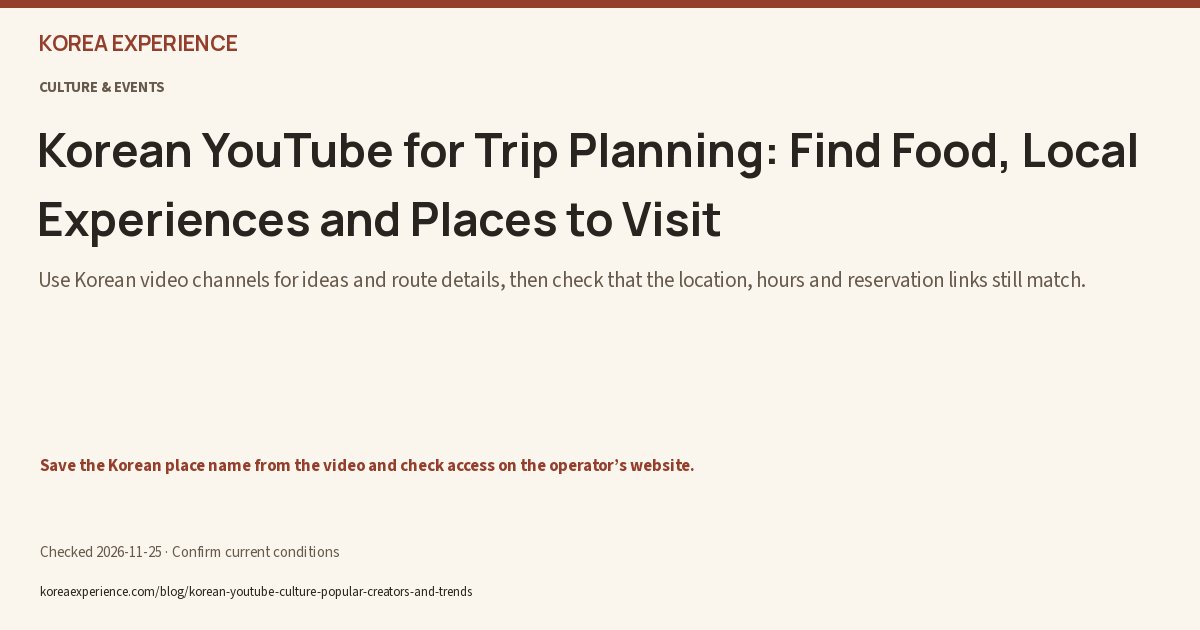 KOREA EXPERIENCE
CULTURE & EVENTS
Korean YouTube for Trip Planning: Find Food, Local
Experiences and Places to Visit
Use Korean video channels for ideas and route details, then check that the location, hours and reservation links still match.
Save the Korean place name from the video and check access on the operator’s website.
Checked 2026-11-25 · Confirm current conditions
koreaexperience.com/blog/korean-youtube-culture-popular-creators-and-trends